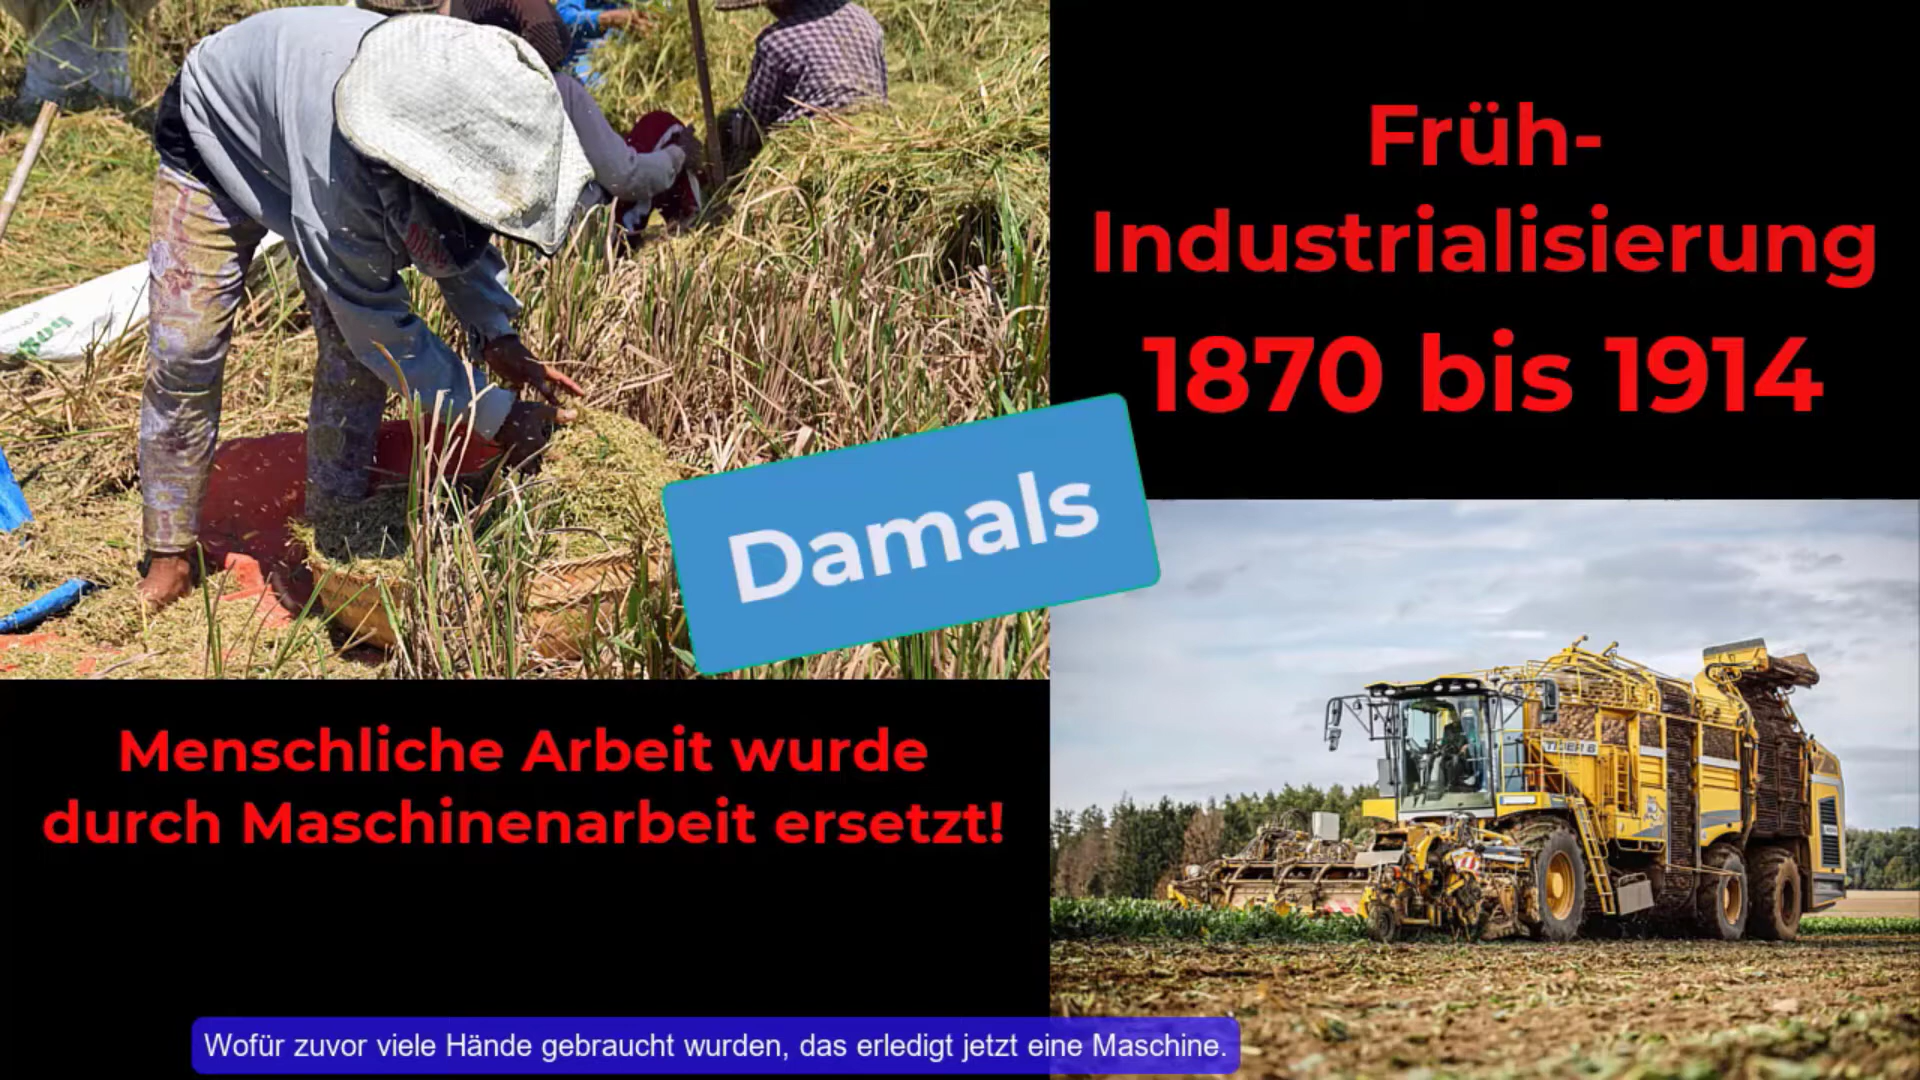 Früh-
Industrialisierung
1870 bis 1914
Damals
Menschliche Arbeit wurde
durch Maschinenarbeit ersetzt!
Wofür zuvor viele Hände gebraucht wurden, das erledigt jetzt eine Maschine.